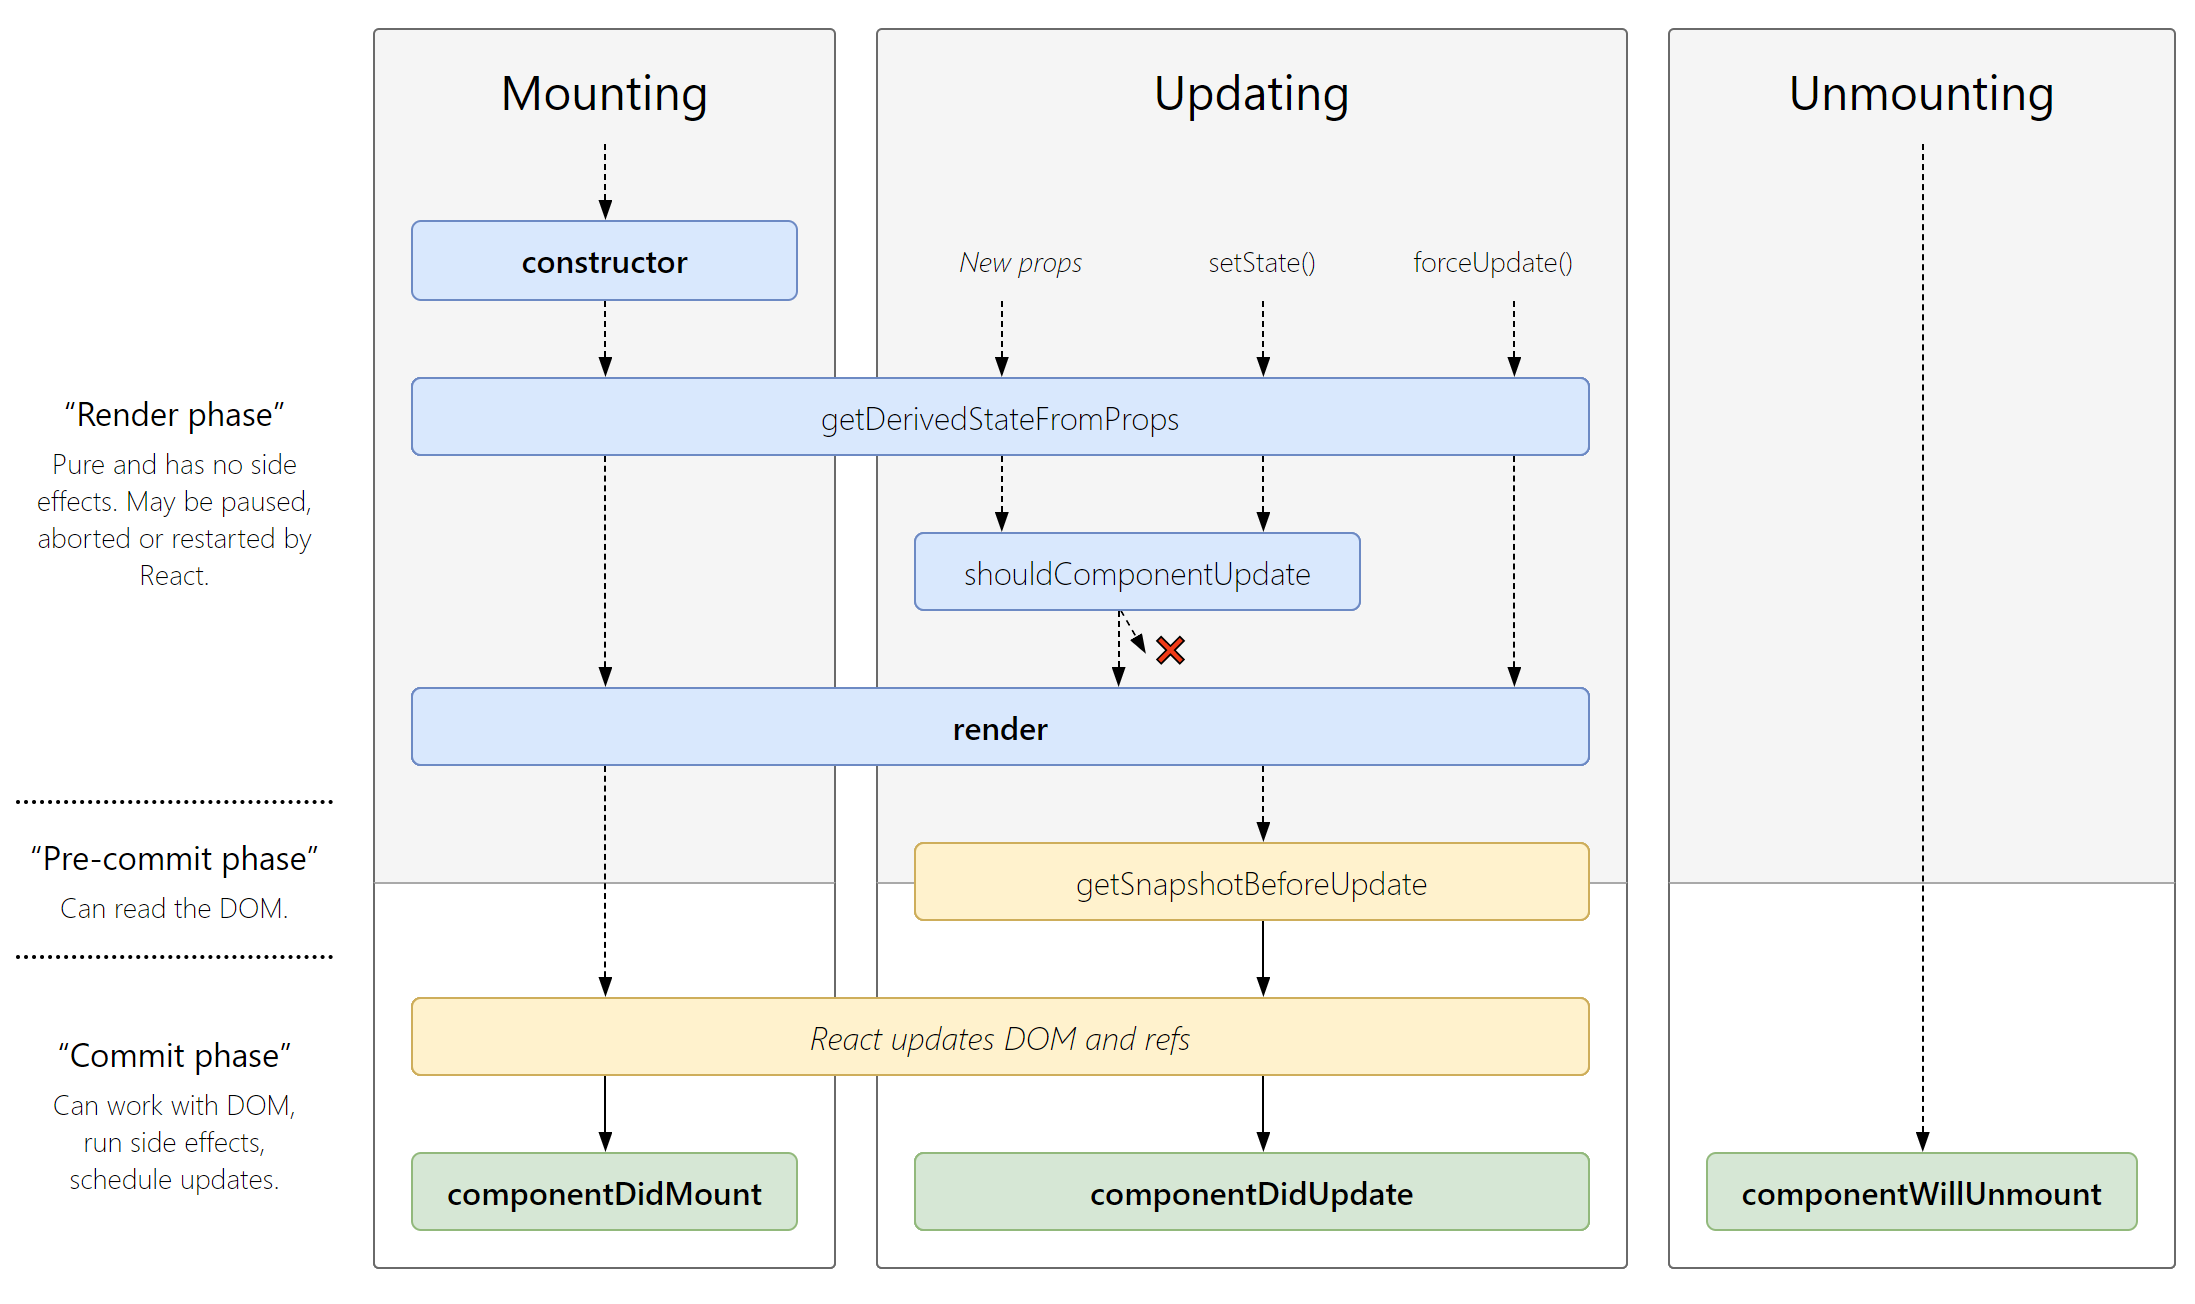 Mounting
Updating
Unmounting
constructor
New props
setState()
forceUpdate()
getDerivedStateFromProps
“Render phase”
Pure and has no side
effects. May be paused,
aborted or restarted by
React.
shouldComponentUpdate
render
“Pre-commit phase”
Can read the DOM.
getSnapshotBeforeUpdate
React updates DOM and refs
“Commit phase”
Can work with DOM,
run side effects,
schedule updates.
componentDidMount
componentDidUpdate
componentWillUnmount